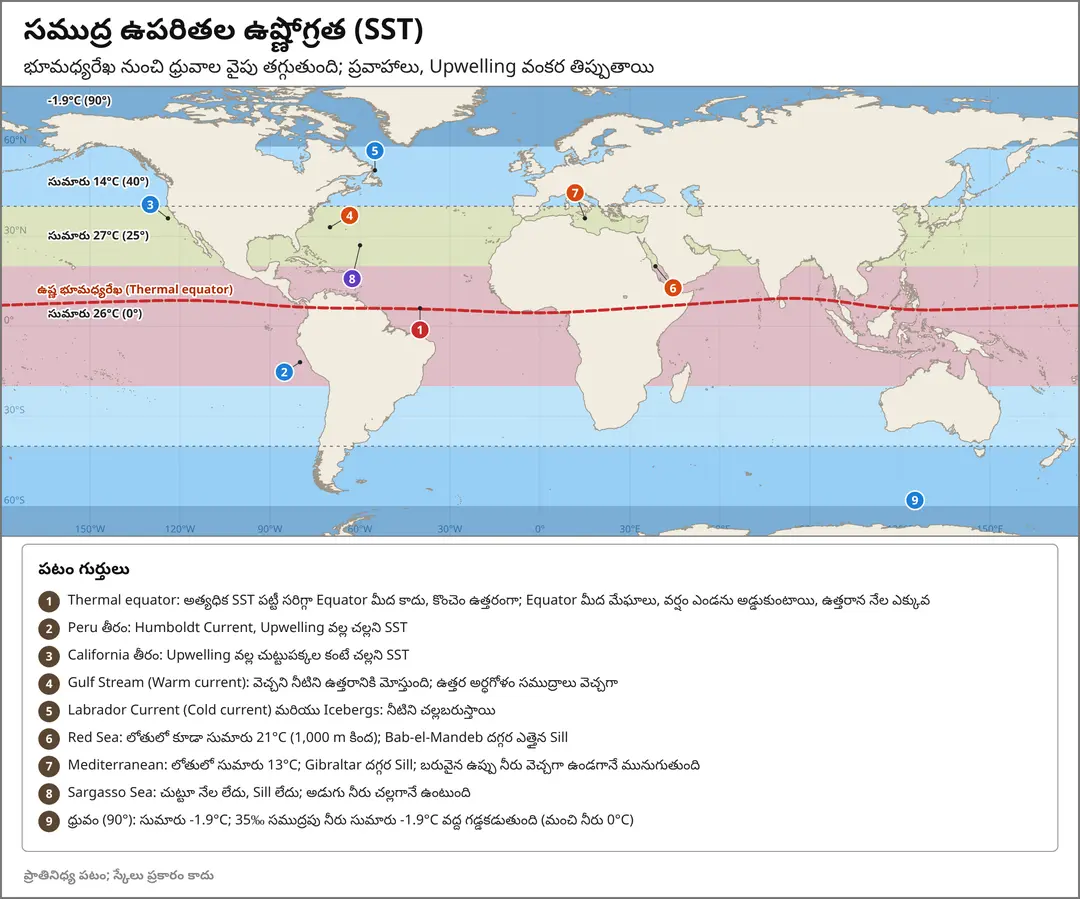 సముద్ర ఉపరితల ఉష్ణోగ్రత (SST)
భూమధ్యరేఖ నుంచి ధ్రువాల వైపు తగ్గుతుంది; ప్రవాహాలు, Upwelling వంకర తిప్పుతాయి
-1.9°C (90°)
60°N
5
సుమారు 14°C (40°)
7
3
4
30°N
సుమారు 27°C (25°)
8
6
ఉష్ణ భూమధ్యరేఖ (Thermal equator)
సుమారు 26°C (0°)
0°
1
2
30°S
60°S
9
150°W 120°W 90°W 60°W 30°W 0° 30°E 150°E
పటం గుర్తులు
1 Thermal equator: అత్యధిక SST పట్టీ సరిగ్గా Equator మీద కాదు, కొంచెం ఉత్తరంగా; Equator మీద మేఘాలు, వర్షం ఎండను అడ్డుకుంటాయి, ఉత్తరాన నేల ఎక్కువ
2 Peru తీరం: Humboldt Current, Upwelling వల్ల చల్లని SST
3 California తీరం: Upwelling వల్ల చుట్టుపక్కల కంటే చల్లని SST
4 Gulf Stream (Warm current): వెచ్చని నీటిని ఉత్తరానికి మోస్తుంది; ఉత్తర అర్ధగోళం సముద్రాలు వెచ్చగా
5 Labrador Current (Cold current) మరియు Icebergs: నీటిని చల్లబరుస్తాయి
6 Red Sea: లోతులో కూడా సుమారు 21°C (1,000 m కింద); Bab-el-Mandeb దగ్గర ఎత్తైన Sill
7 Mediterranean: లోతులో సుమారు 13°C; Gibraltar దగ్గర Sill; బరువైన ఉప్పు నీరు వెచ్చగా ఉండగానే మునుగుతుంది
8 Sargasso Sea: చుట్టూ నేల లేదు, Sill లేదు; అడుగు నీరు చల్లగానే ఉంటుంది
9 ధ్రువం (90°): సుమారు -1.9°C; 35‰ సముద్రపు నీరు సుమారు -1.9°C వద్ద గడ్డకడుతుంది (మంచి నీరు 0°C)
ప్రాతినిధ్య పటం; స్కేలు ప్రకారం కాదు